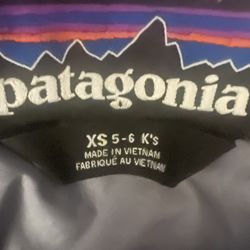 patagonia
XS 5-6 K's
MADE IN VIETNAM
FABRIQUÉ AU VIETNAM